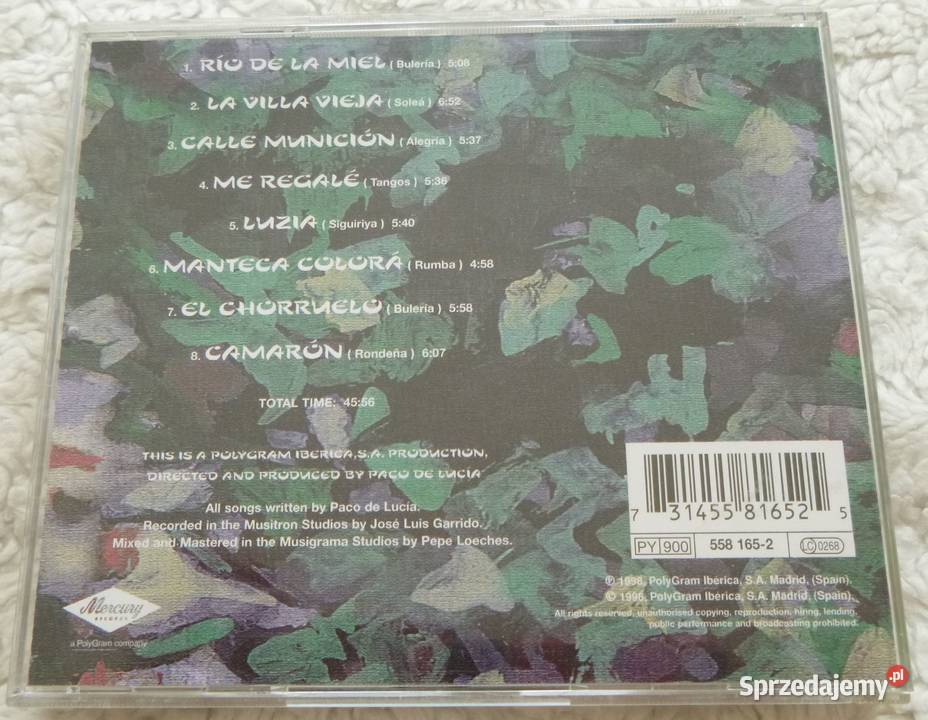 1. RÍO DE LA MIEL ( Bulería ) 5:08
2. LA VILLA VIEJA ( Soleá ) 6:52
3. CALLE MUNICIÓN ( Alegría ) 5:37
4. ME REGALÉ ( Tangos ) 5:36
5. LUZIA ( Siguiriya ) 5:40
6. MANTECA COLORÁ ( Rumba ) 4:58
7. EL CHORRUELO ( Bulería ) 5:58
8. CAMARÓN ( Rondeña ) 6:07
TOTAL TIME: 45:56
THIS IS A POLYGRAM IBERICA, S.A. PRODUCTION,
DIRECTED AND PRODUCED BY PACO DE LUCIA
All songs written by Paco de Lucía.
Recorded in the Musitron Studios by José Luis Garrido.
Mixed and Mastered in the Musigrama Studios by Pepe Loeches.
Mercury
RECORDS
a PolyGram company
7 31455 81652 5
PY 900 558 165-2 LC 0268
℗ 1998, PolyGram Ibérica, S.A. Madrid, (Spain).
© 1998, PolyGram Ibérica, S.A. Madrid, (Spain).
All rights reserved, unauthorised copying, reproduction, hiring, lending,
public performance and broadcasting prohibited.
Sprzedajemy.pl